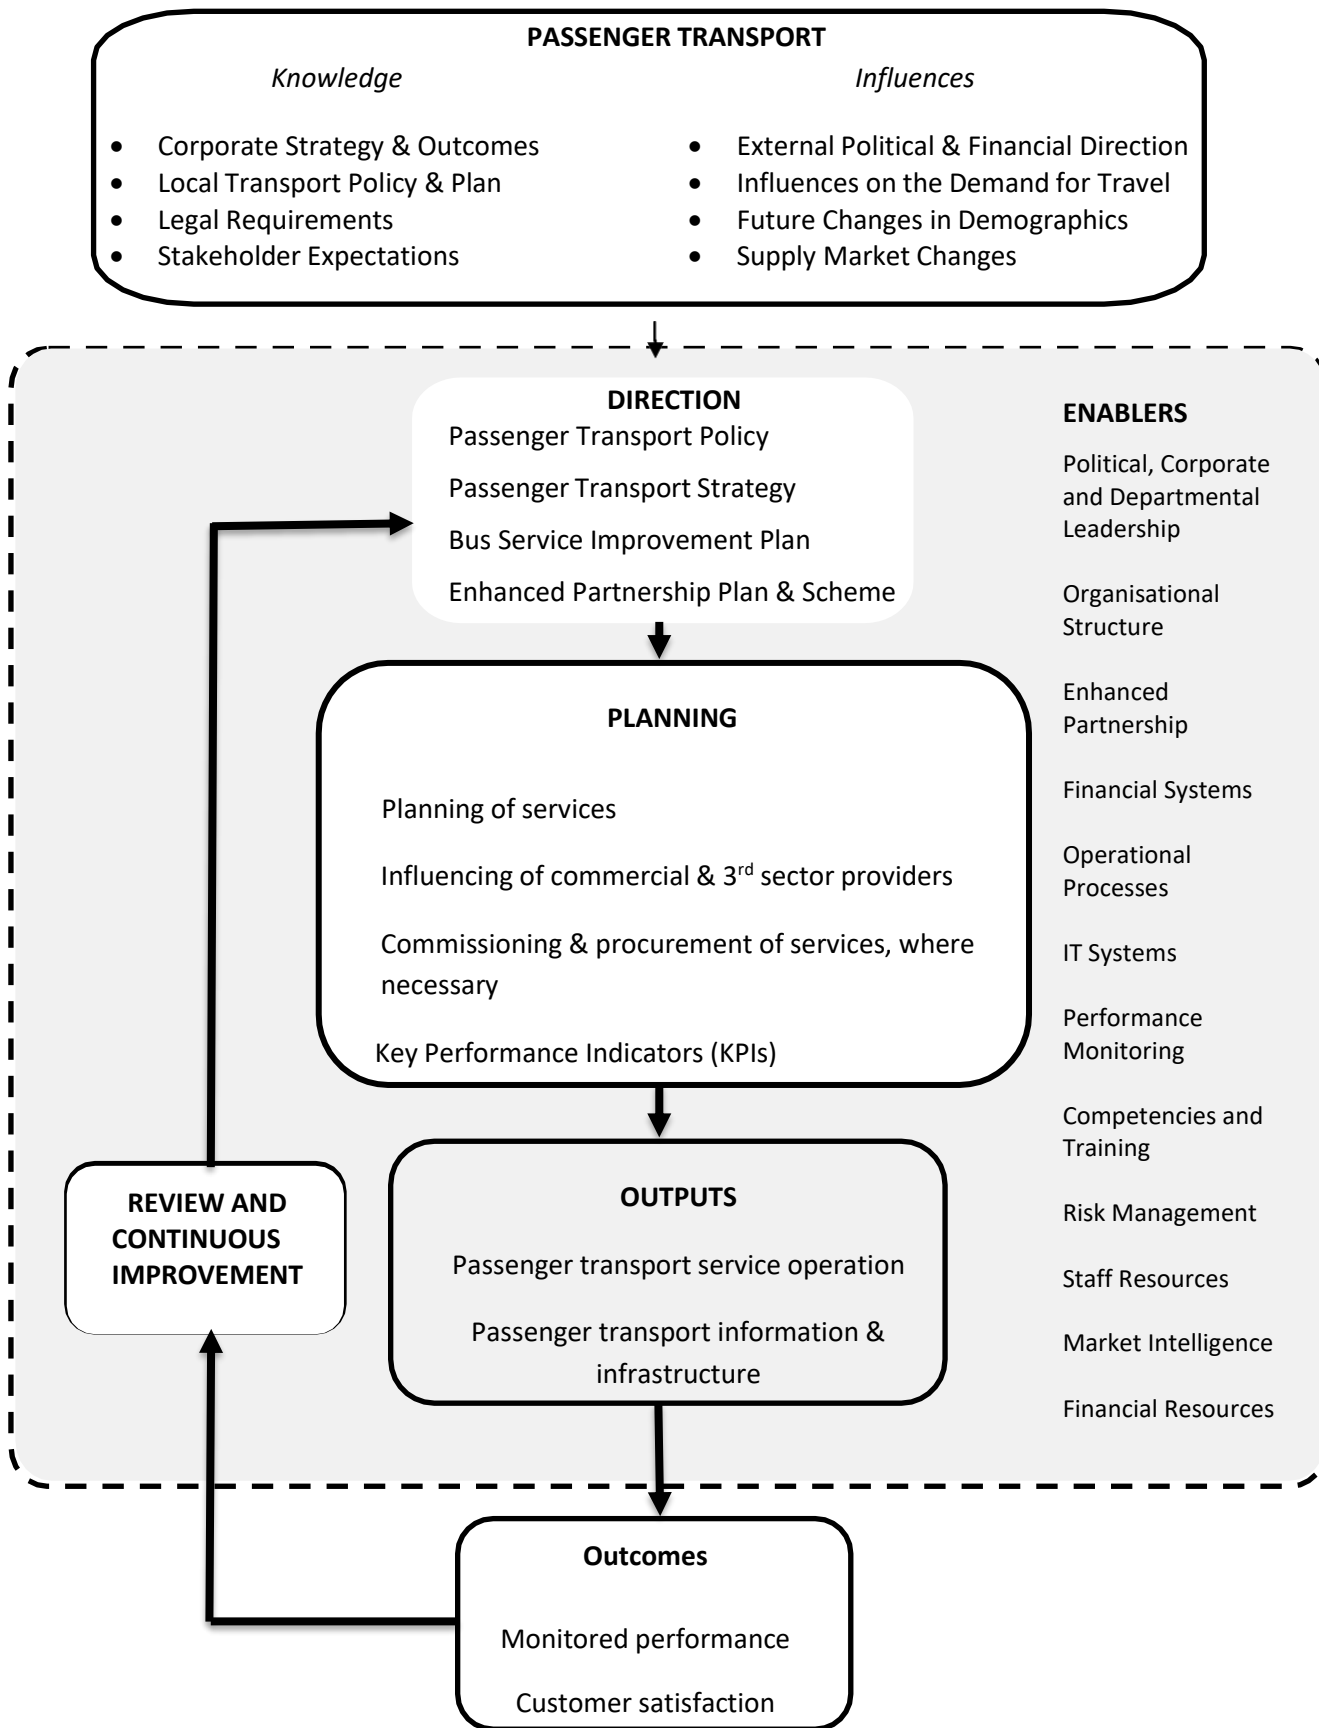 PASSENGER TRANSPORT
Knowledge
• Corporate Strategy & Outcomes
• Local Transport Policy & Plan
• Legal Requirements
• Stakeholder Expectations
Influences
• External Political & Financial Direction
• Influences on the Demand for Travel
• Future Changes in Demographics
• Supply Market Changes
DIRECTION
Passenger Transport Policy
Passenger Transport Strategy
Bus Service Improvement Plan
Enhanced Partnership Plan & Scheme
PLANNING
Planning of services
Influencing of commercial & 3rd sector providers
Commissioning & procurement of services, where
necessary
Key Performance Indicators (KPIs)
OUTPUTS
Passenger transport service operation
Passenger transport information &
infrastructure
Outcomes
Monitored performance
Customer satisfaction
REVIEW AND
CONTINUOUS
IMPROVEMENT
ENABLERS
Political, Corporate
and Departmental
Leadership
Organisational
Structure
Enhanced
Partnership
Financial Systems
Operational
Processes
IT Systems
Performance
Monitoring
Competencies and
Training
Risk Management
Staff Resources
Market Intelligence
Financial Resources